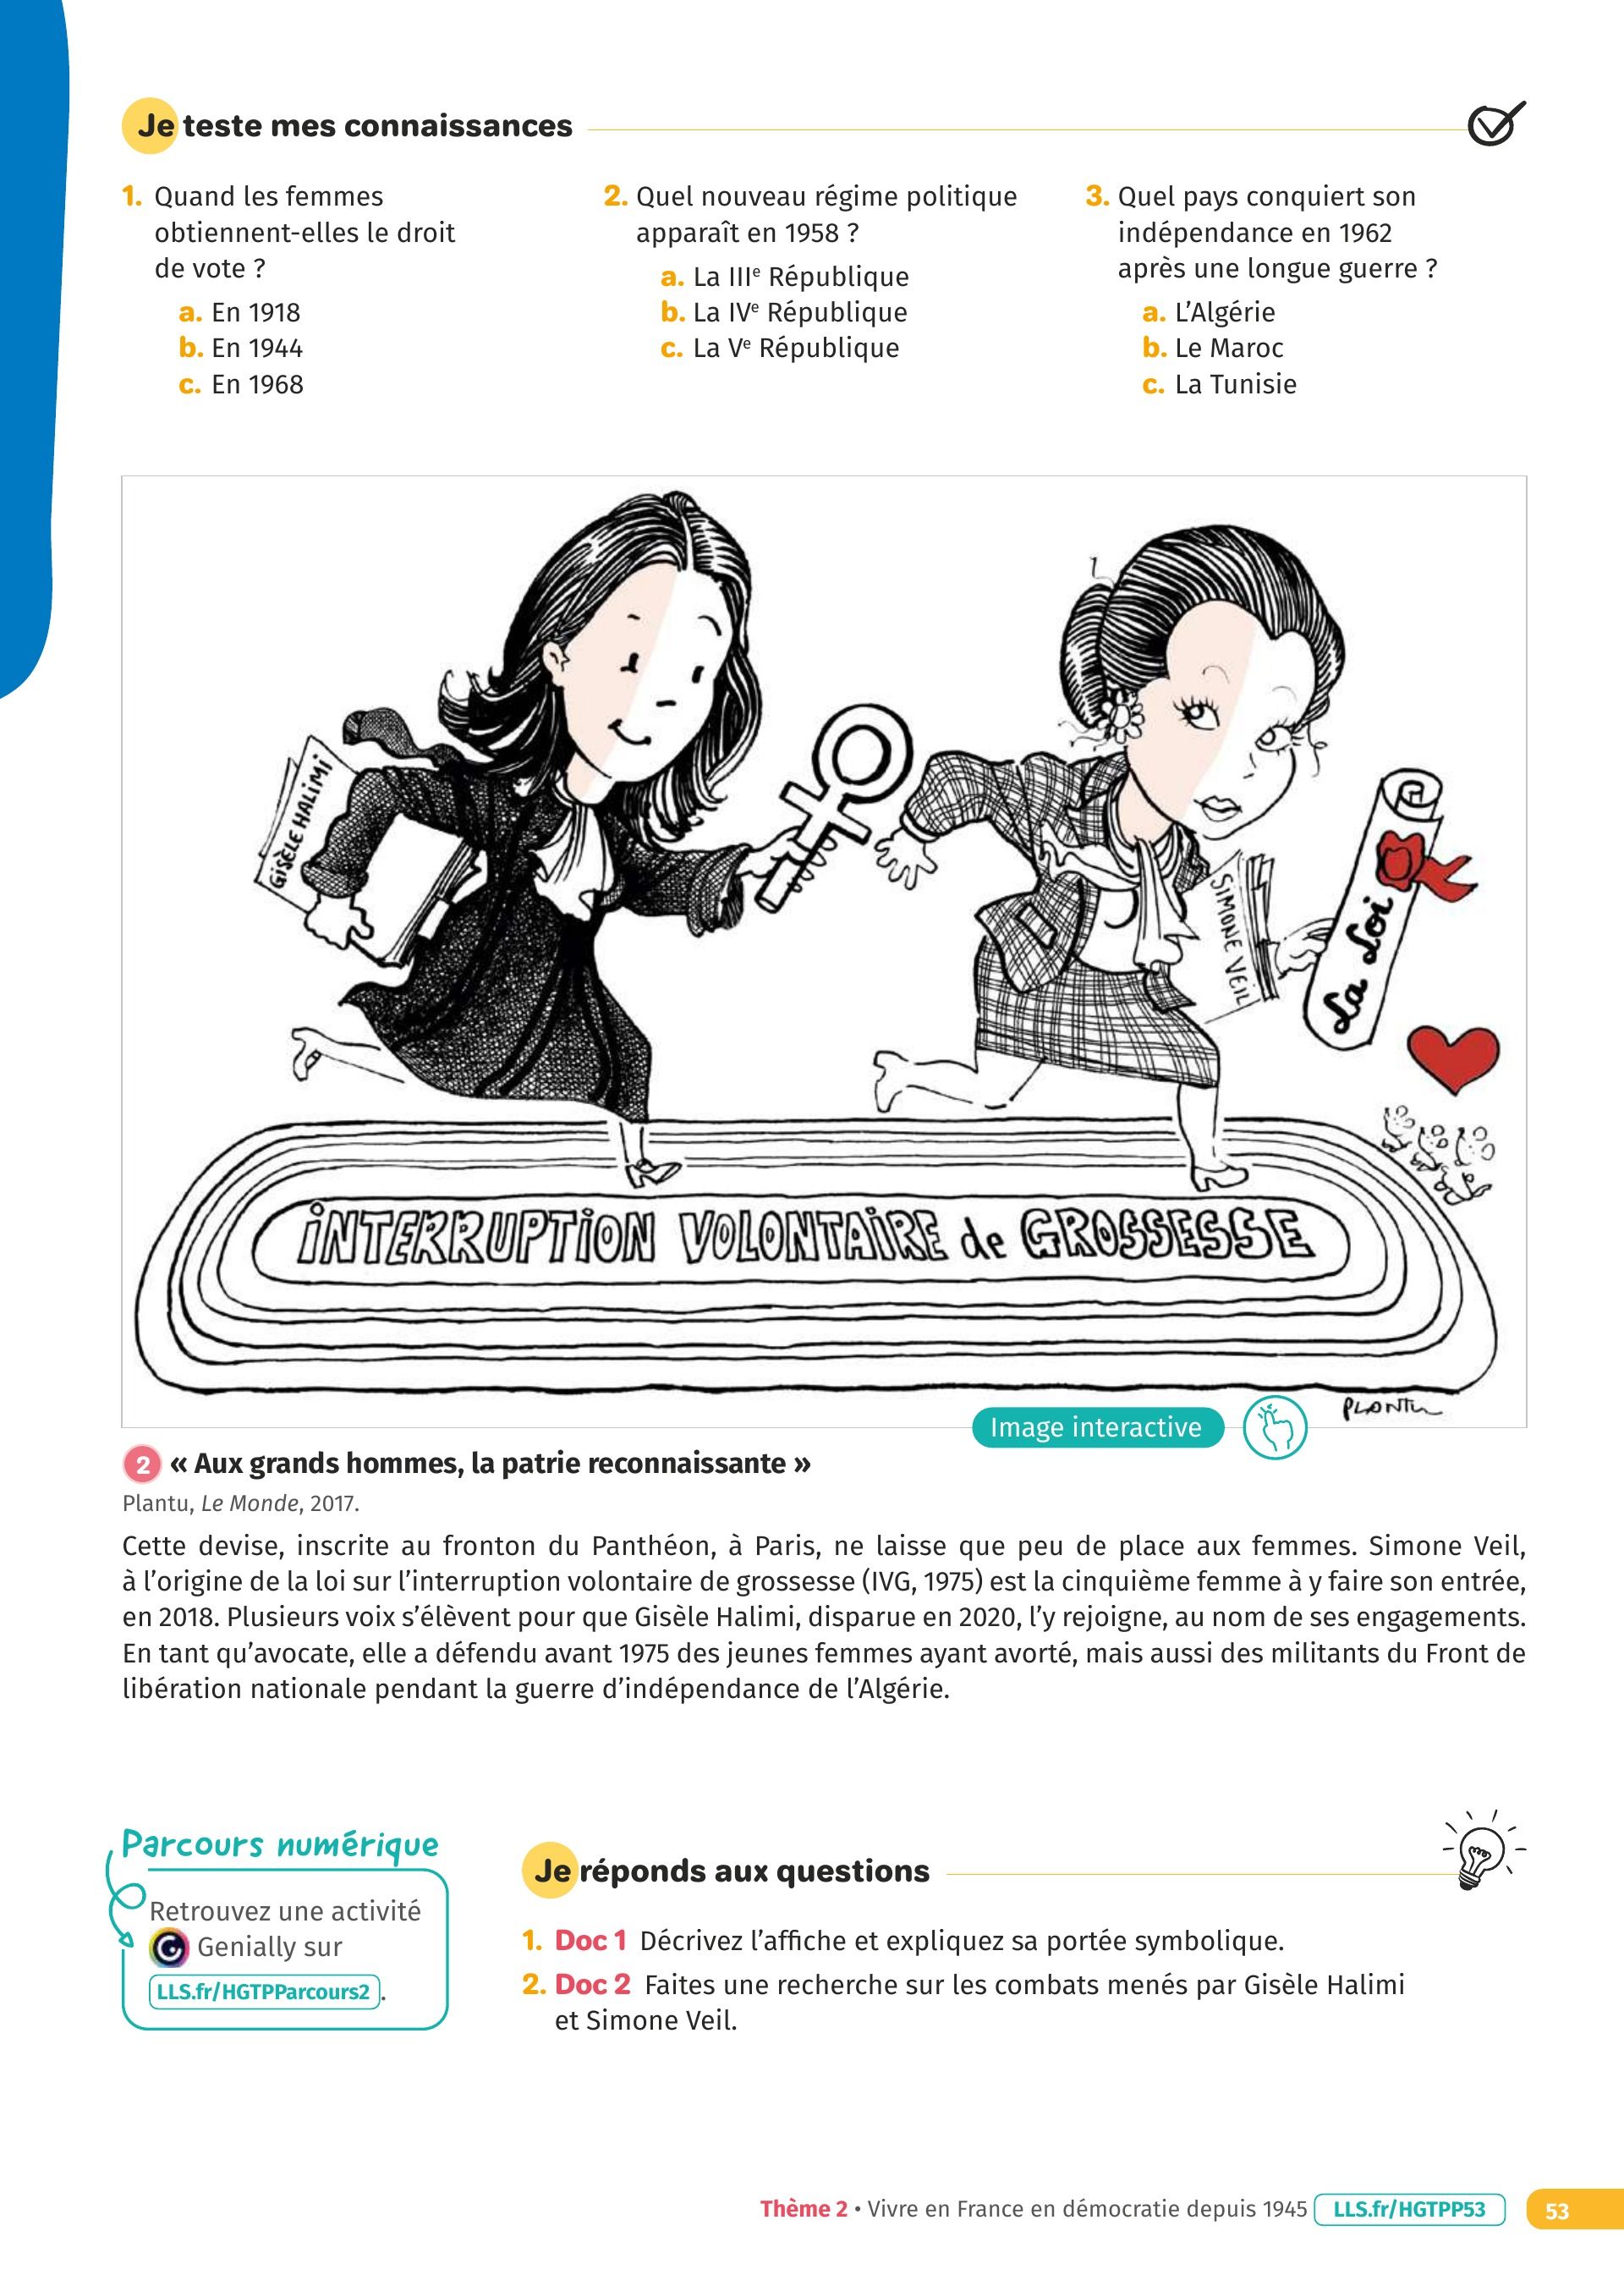 Je teste mes connaissances
1. Quand les femmes
obtiennent-elles le droit
de vote ?
a. En 1918
b. En 1944
c. En 1968
2. Quel nouveau régime politique
apparaît en 1958 ?
a. La IIIe République
b. La IVe République
c. La Ve République
3. Quel pays conquiert son
indépendance en 1962
après une longue guerre ?
a. L’Algérie
b. Le Maroc
c. La Tunisie
GISÈLE HALIMI
SIMONE VEIL
La Loi
INTERRUPTION VOLONTAIRE de GROSSESSE
PLANTU
Image interactive
2 « Aux grands hommes, la patrie reconnaissante »
Plantu, Le Monde, 2017.
Cette devise, inscrite au fronton du Panthéon, à Paris, ne laisse que peu de place aux femmes. Simone Veil,
à l’origine de la loi sur l’interruption volontaire de grossesse (IVG, 1975) est la cinquième femme à y faire son entrée,
en 2018. Plusieurs voix s’élèvent pour que Gisèle Halimi, disparue en 2020, l’y rejoigne, au nom de ses engagements.
En tant qu’avocate, elle a défendu avant 1975 des jeunes femmes ayant avorté, mais aussi des militants du Front de
libération nationale pendant la guerre d’indépendance de l’Algérie.
Parcours numérique
Retrouvez une activité
Genially sur
LLS.fr/HGTPParcours2.
Je réponds aux questions
1. Doc 1 Décrivez l’affiche et expliquez sa portée symbolique.
2. Doc 2 Faites une recherche sur les combats menés par Gisèle Halimi
et Simone Veil.
Thème 2 • Vivre en France en démocratie depuis 1945 LLS.fr/HGTPP53 53